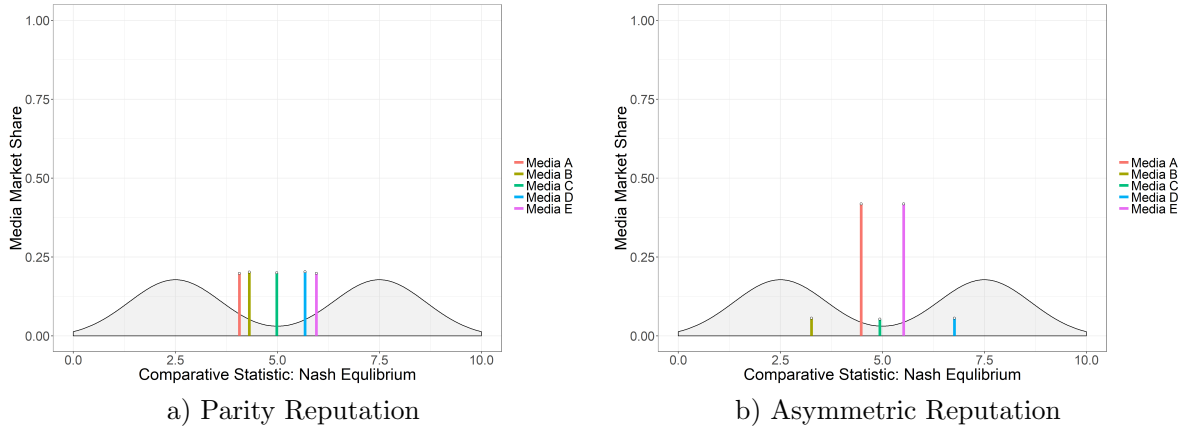 1.00
0.75
0.50
0.25
0.00
Media Market Share
0.0
2.5
5.0
7.5
10.0
Comparative Statistic: Nash Equlibrium
Media A
Media B
Media C
Media D
Media E
a) Parity Reputation
1.00
0.75
0.50
0.25
0.00
Media Market Share
0.0
2.5
5.0
7.5
10.0
Comparative Statistic: Nash Equlibrium
Media A
Media B
Media C
Media D
Media E
b) Asymmetric Reputation